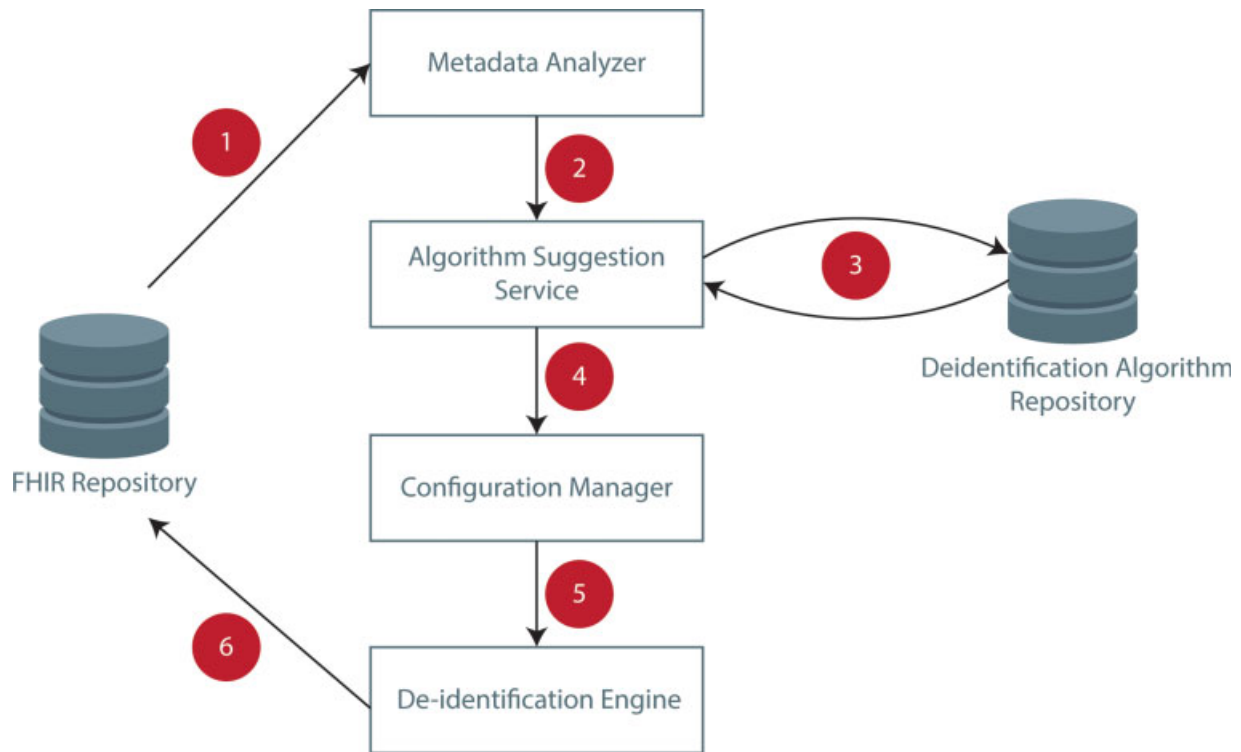 Metadata Analyzer
1
2
Algorithm Suggestion
Service
3
Deidentification Algorithm
Repository
4
FHIR Repository
Configuration Manager
5
6
De-identification Engine